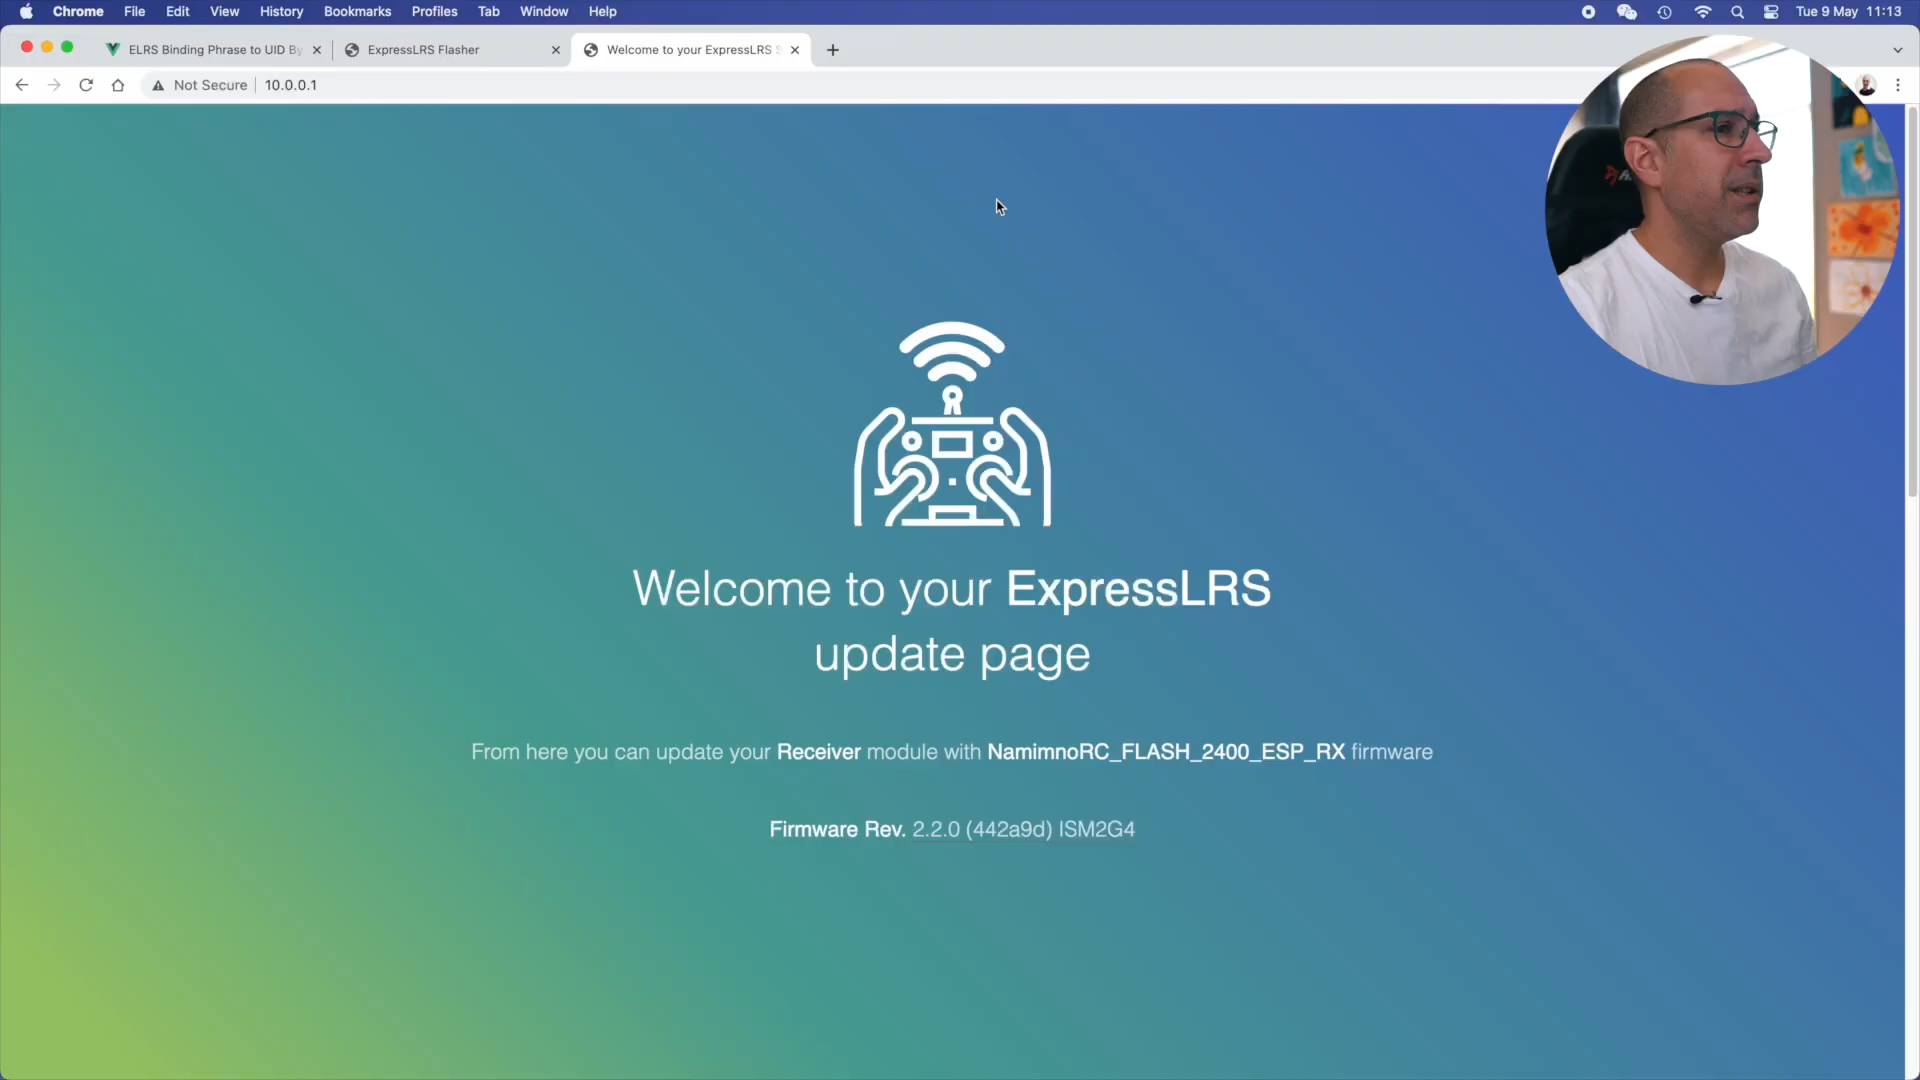 Chrome File Edit View History Bookmarks Profiles Tab Window Help Tue 9 May 11:13
ELRS Binding Phrase to UID By ExpressLRS Flasher Welcome to your ExpressLRS
Not Secure 10.0.0.1
Welcome to your ExpressLRS
update page
From here you can update your Receiver module with NamimnoRC_FLASH_2400_ESP_RX firmware
Firmware Rev. 2.2.0 (442a9d) ISM2G4